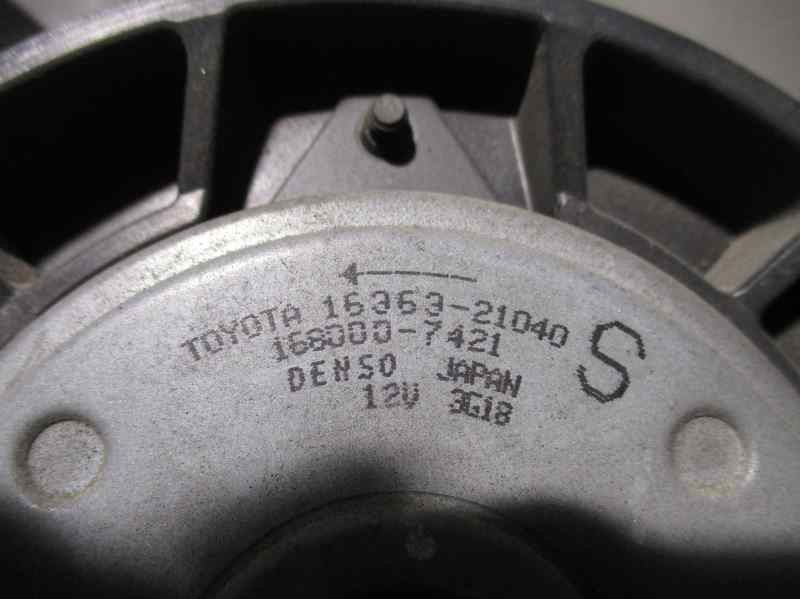 TOYOTA 16363-21040
168000-7421
DENSO JAPAN
12V 3G18
S